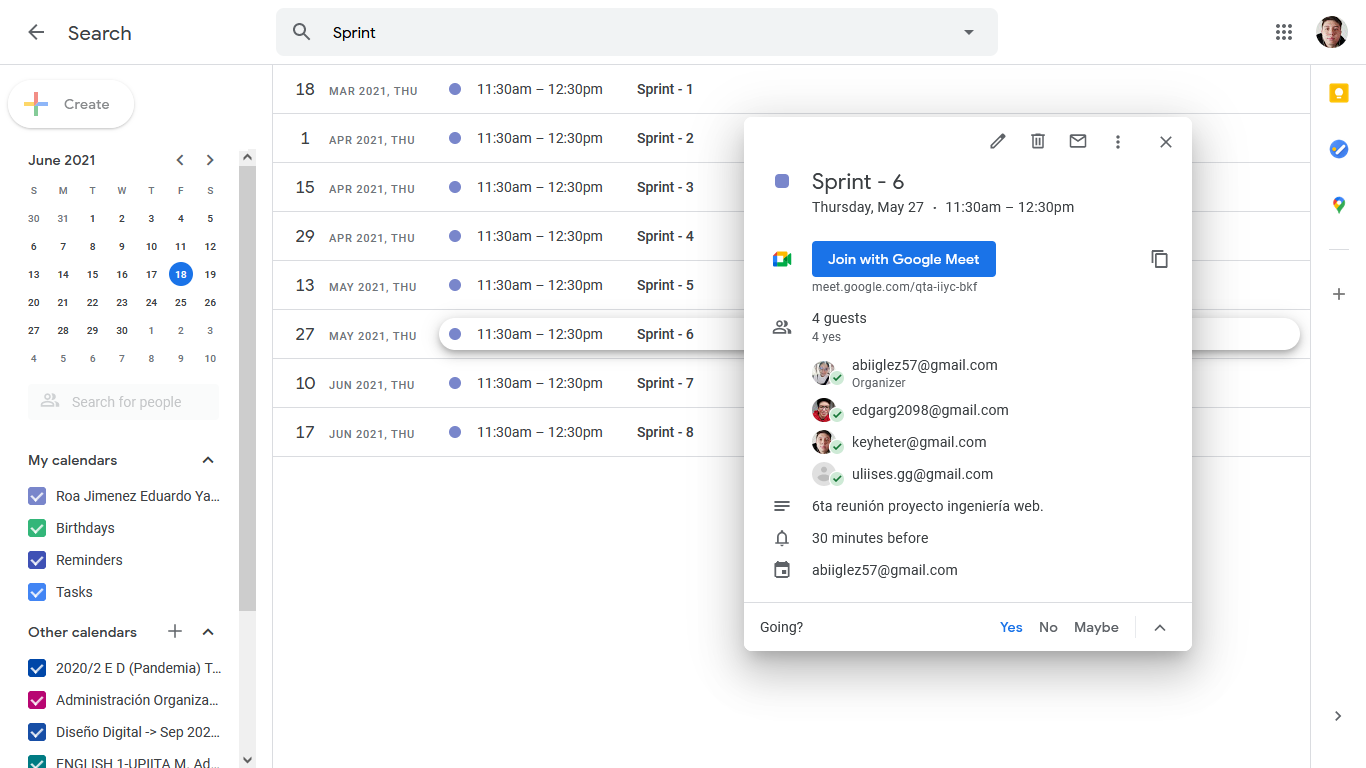 Search
Sprint
Create
June 2021
S M T W T F S
30 31 1 2 3 4 5
6 7 8 9 10 11 12
13 14 15 16 17 18 19
20 21 22 23 24 25 26
27 28 29 30 1 2 3
4 5 6 7 8 9 10
Search for people
My calendars
Roa Jimenez Eduardo Ya...
Birthdays
Reminders
Tasks
Other calendars
2020/2 E D (Pandemia) T...
Administración Organiza...
Diseño Digital -> Sep 202...
ENGLISH 1-UPIITA M. Ad...
18 MAR 2021, THU 11:30am – 12:30pm Sprint - 1
1 APR 2021, THU 11:30am – 12:30pm Sprint - 2
15 APR 2021, THU 11:30am – 12:30pm Sprint - 3
29 APR 2021, THU 11:30am – 12:30pm Sprint - 4
13 MAY 2021, THU 11:30am – 12:30pm Sprint - 5
27 MAY 2021, THU 11:30am – 12:30pm Sprint - 6
10 JUN 2021, THU 11:30am – 12:30pm Sprint - 7
17 JUN 2021, THU 11:30am – 12:30pm Sprint - 8
Sprint - 6
Thursday, May 27 · 11:30am – 12:30pm
Join with Google Meet
meet.google.com/qta-iiyc-bkf
4 guests
4 yes
abiiglez57@gmail.com
Organizer
edgarg2098@gmail.com
keyheter@gmail.com
uliises.gg@gmail.com
6ta reunión proyecto ingeniería web.
30 minutes before
abiiglez57@gmail.com
Going?
Yes No Maybe